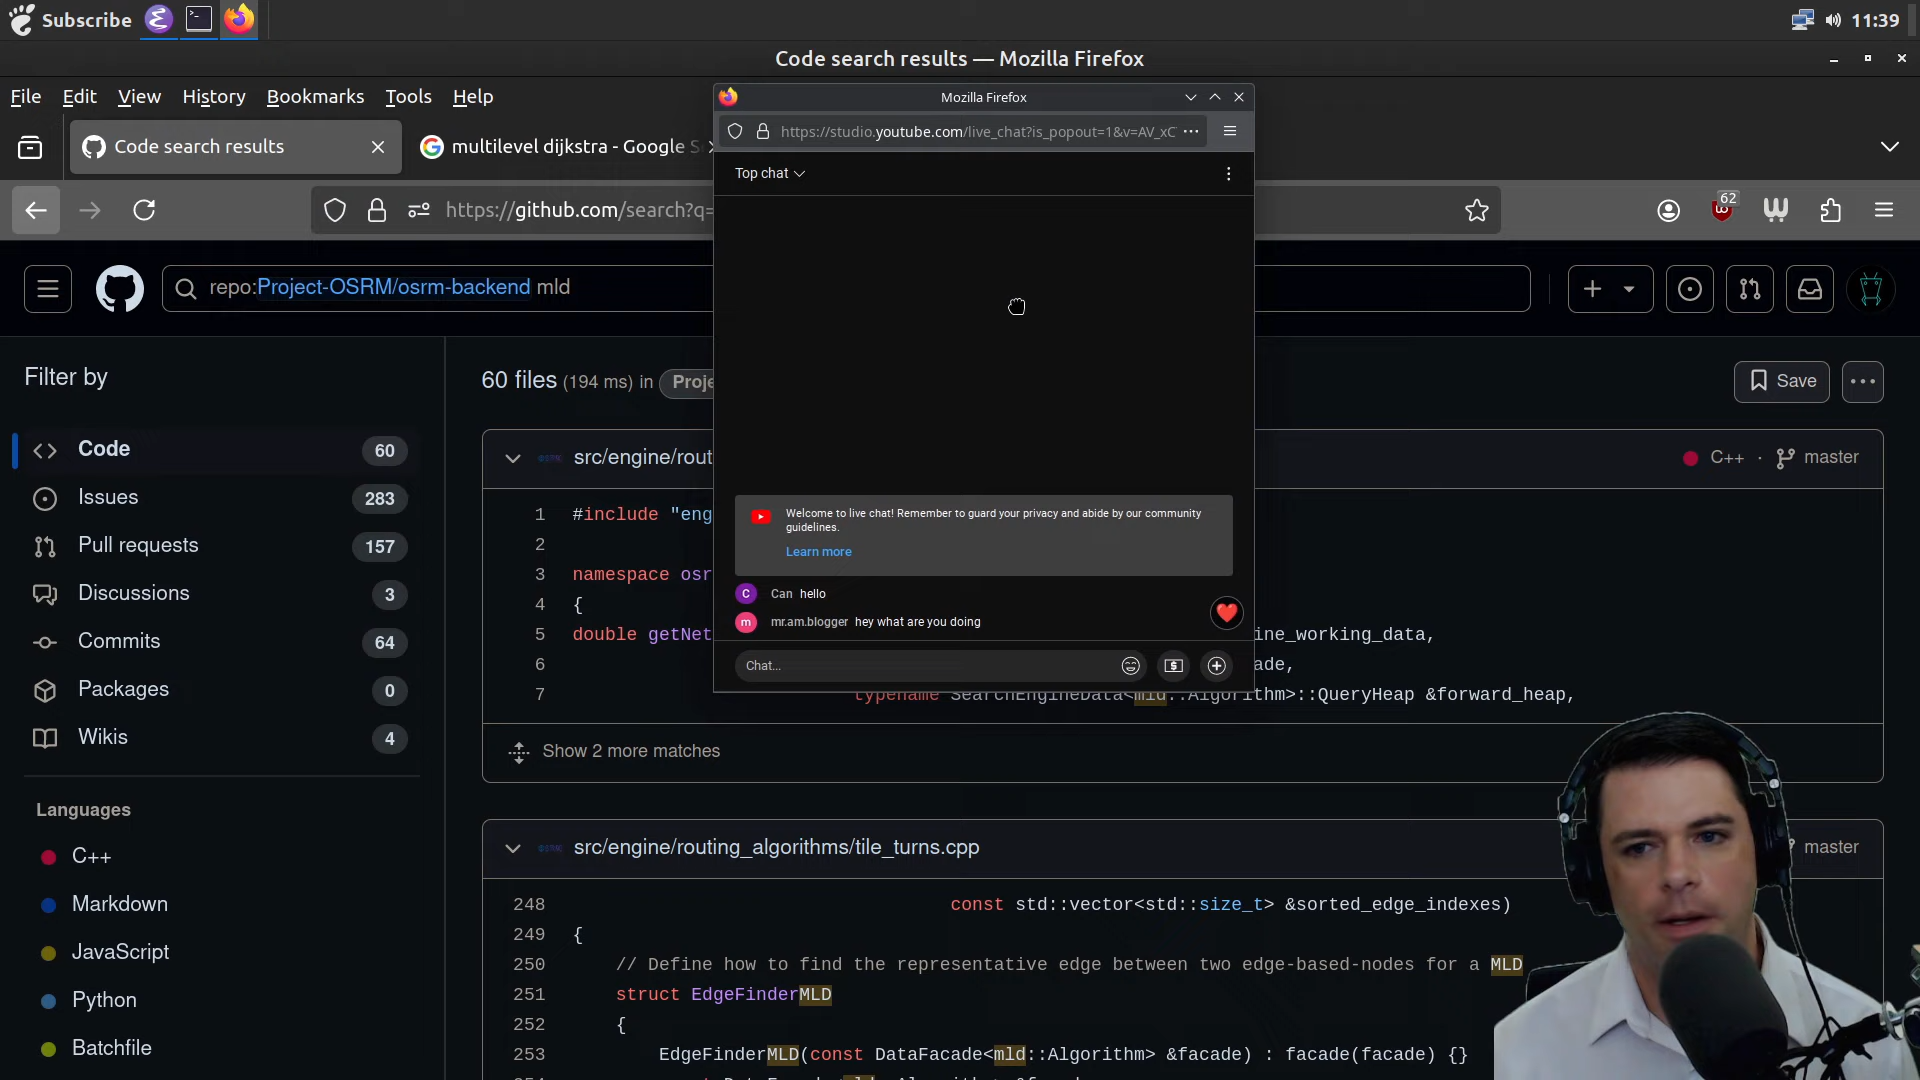 Subscribe
11:39
Code search results — Mozilla Firefox
File Edit View History Bookmarks Tools Help
Code search results
multilevel dijkstra - Google S
https://github.com/search?q=
62
repo:Project-OSRM/osrm-backend mld
Mozilla Firefox
https://studio.youtube.com/live_chat?is_popout=1&v=AV_xC
Top chat
Welcome to live chat! Remember to guard your privacy and abide by our community
guidelines.
Learn more
C Can hello
m mr.am.blogger hey what are you doing
Chat...
Filter by
Code 60
Issues 283
Pull requests 157
Discussions 3
Commits 64
Packages 0
Wikis 4
Languages
C++
Markdown
JavaScript
Python
Batchfile
60 files (194 ms) in Proje
Save
src/engine/rout
C++ · master
1 #include "eng
2
3 namespace osr
4 {
5 double getNet ine_working_data,
6 ade,
7 typename SearchEngineData<mld::Algorithm>::QueryHeap &forward_heap,
Show 2 more matches
src/engine/routing_algorithms/tile_turns.cpp
master
248 const std::vector<std::size_t> &sorted_edge_indexes)
249 {
250 // Define how to find the representative edge between two edge-based-nodes for a MLD
251 struct EdgeFinderMLD
252 {
253 EdgeFinderMLD(const DataFacade<mld::Algorithm> &facade) : facade(facade) {}